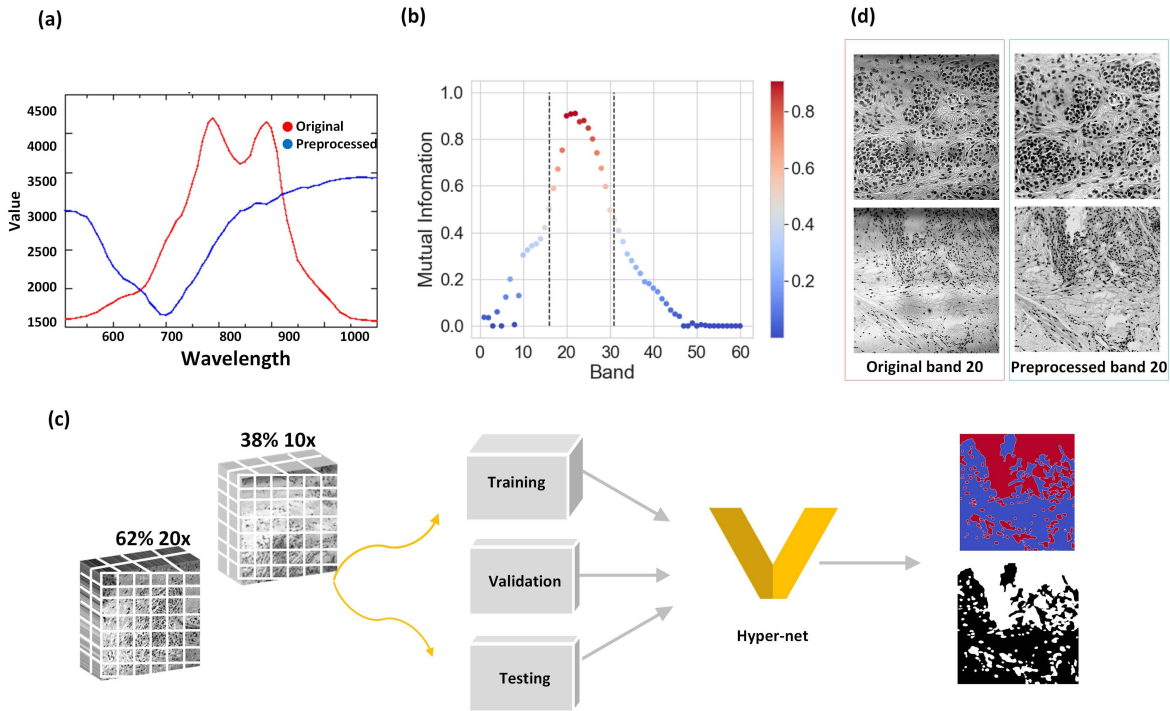 (a)
4500
4000
3500
3000
2500
2000
1500
Value
600 700 800 900 1000
Wavelength
Original
Preprocessed
(b)
1.0
0.8
0.6
0.4
0.2
0.0
Mutual Infomation
0 10 20 30 40 50 60
Band
0.8
0.6
0.4
0.2
(d)
Original band 20
Preprocessed band 20
(c)
38% 10x
62% 20x
Training
Validation
Testing
Hyper-net